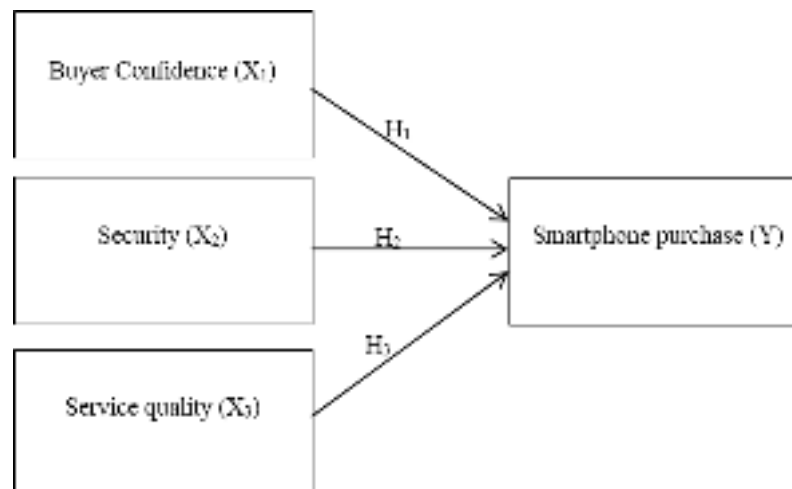 Buyer Confidence (X₁)
H₁
Security (X₂)
H₂
Smartphone purchase (Y)
H₃
Service quality (X₃)